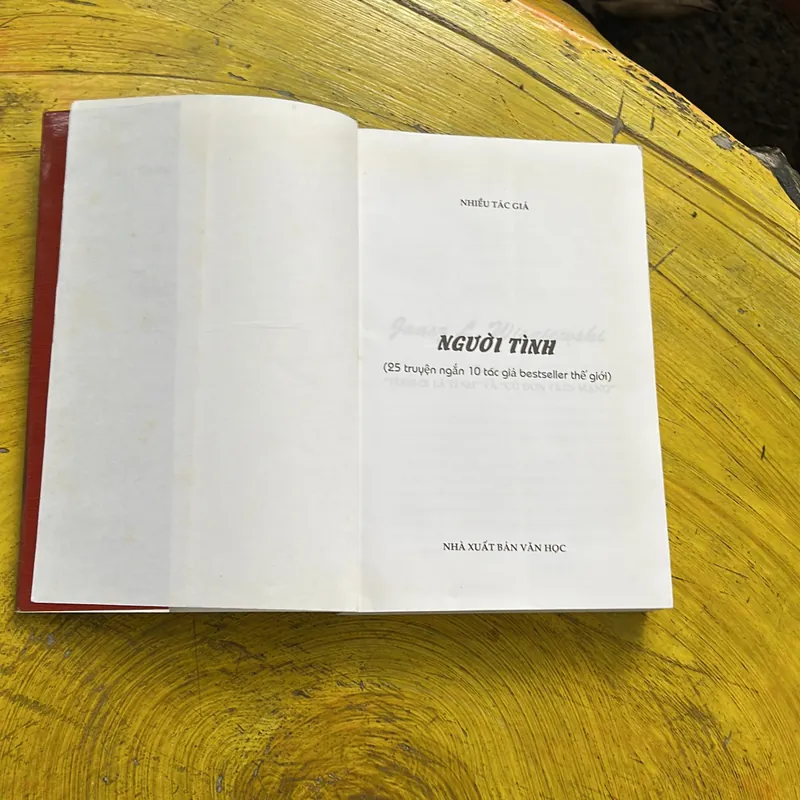 NHIỀU TÁC GIẢ
NGƯỜI TÌNH
(25 truyện ngắn 10 tác giả bestseller thế giới)
NHÀ XUẤT BẢN VĂN HỌC